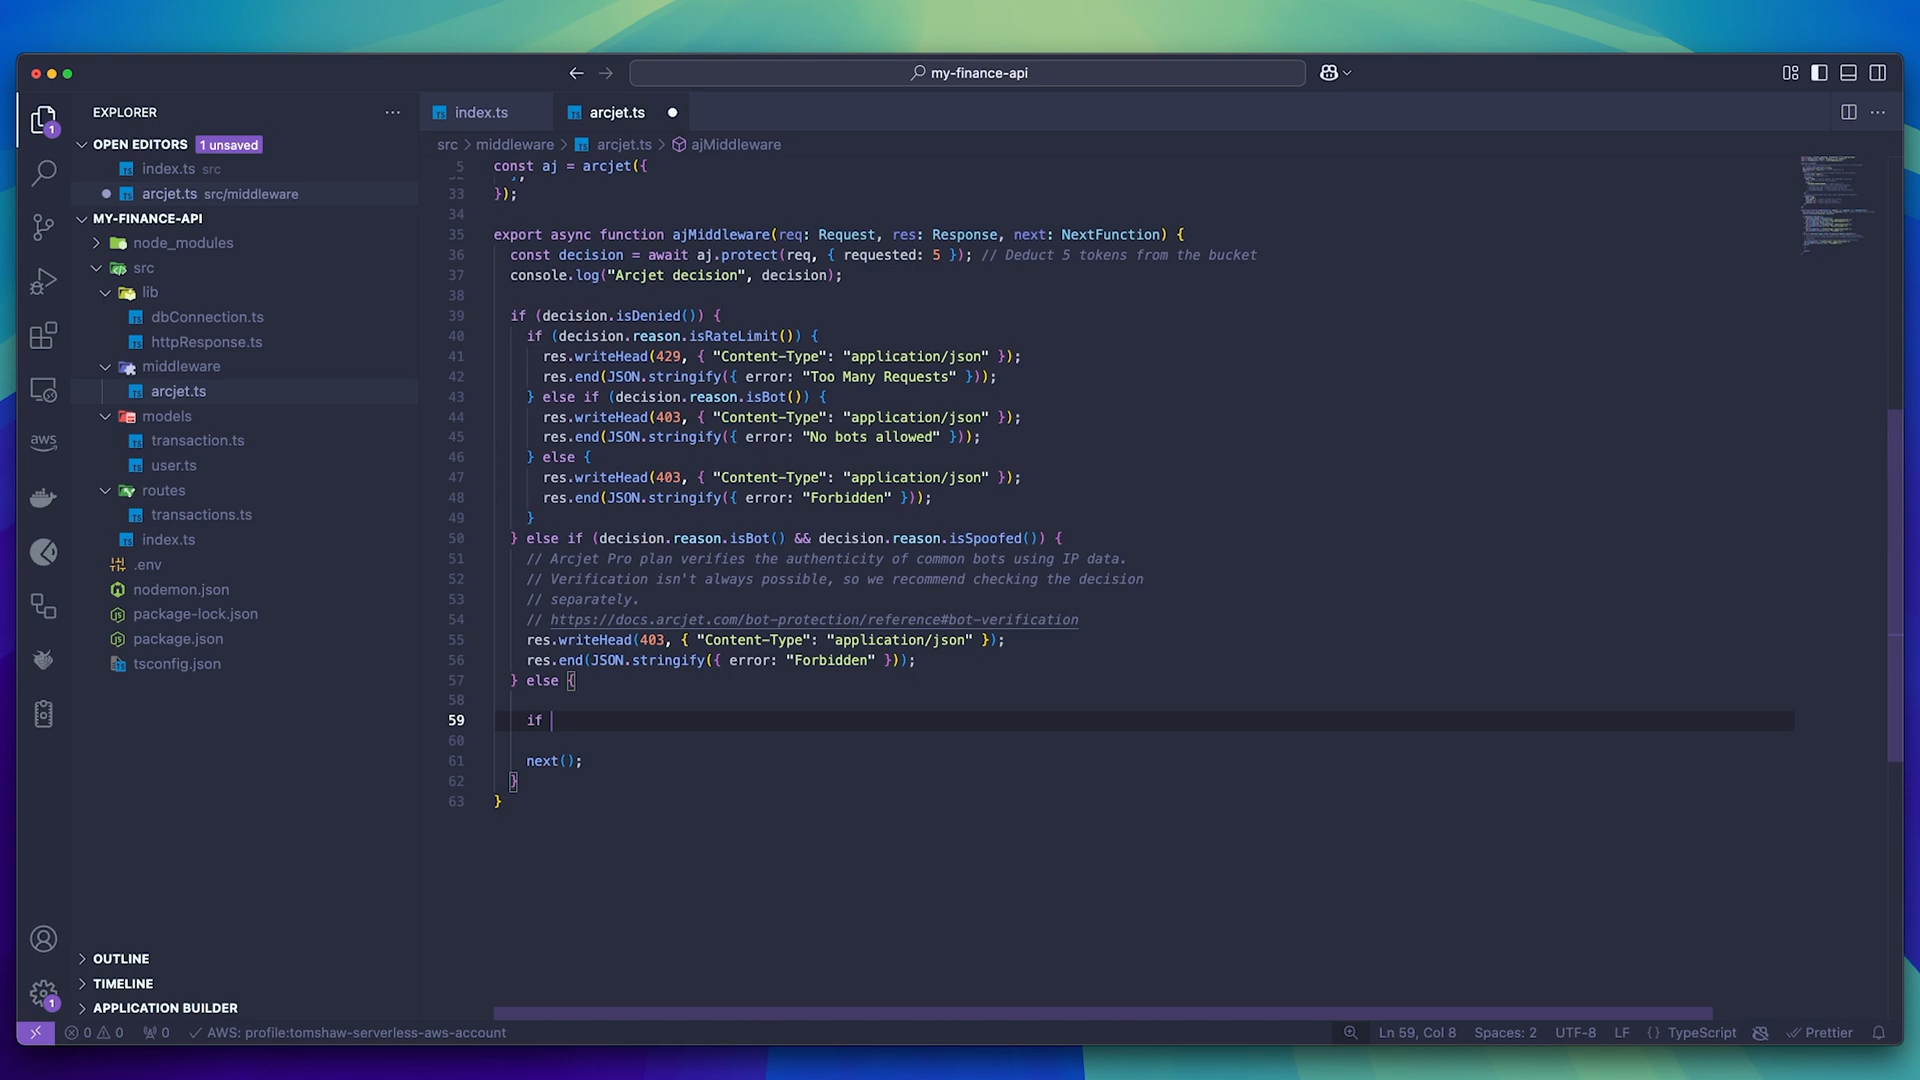 my-finance-api
EXPLORER
OPEN EDITORS 1 unsaved
index.ts src
arcjet.ts src/middleware
MY-FINANCE-API
node_modules
src
lib
dbConnection.ts
httpResponse.ts
middleware
arcjet.ts
models
transaction.ts
user.ts
routes
transactions.ts
index.ts
.env
nodemon.json
package-lock.json
package.json
tsconfig.json
OUTLINE
TIMELINE
APPLICATION BUILDER
index.ts arcjet.ts
src > middleware > arcjet.ts > ajMiddleware
5 const aj = arcjet({
33 });
34
35 export async function ajMiddleware(req: Request, res: Response, next: NextFunction) {
36 const decision = await aj.protect(req, { requested: 5 }); // Deduct 5 tokens from the bucket
37 console.log("Arcjet decision", decision);
38
39 if (decision.isDenied()) {
40 if (decision.reason.isRateLimit()) {
41 res.writeHead(429, { "Content-Type": "application/json" });
42 res.end(JSON.stringify({ error: "Too Many Requests" }));
43 } else if (decision.reason.isBot()) {
44 res.writeHead(403, { "Content-Type": "application/json" });
45 res.end(JSON.stringify({ error: "No bots allowed" }));
46 } else {
47 res.writeHead(403, { "Content-Type": "application/json" });
48 res.end(JSON.stringify({ error: "Forbidden" }));
49 }
50 } else if (decision.reason.isBot() && decision.reason.isSpoofed()) {
51 // Arcjet Pro plan verifies the authenticity of common bots using IP data.
52 // Verification isn't always possible, so we recommend checking the decision
53 // separately.
54 // https://docs.arcjet.com/bot-protection/reference#bot-verification
55 res.writeHead(403, { "Content-Type": "application/json" });
56 res.end(JSON.stringify({ error: "Forbidden" }));
57 } else {
58
59 if
60
61 next();
62 }
63 }
1
aws
1
0 0 0 AWS: profile:tomshaw-serverless-aws-account
Ln 59, Col 8 Spaces: 2 UTF-8 LF {} TypeScript Prettier